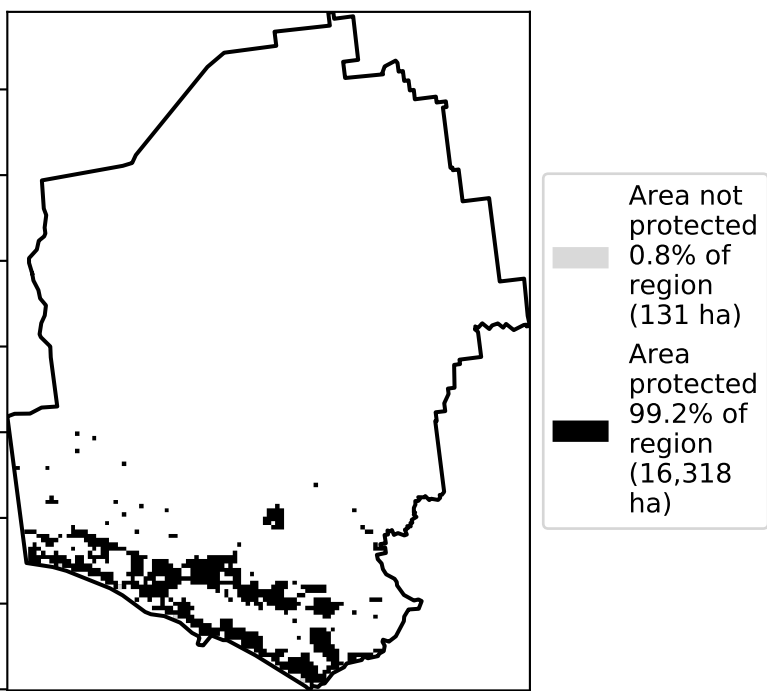 Area not
protected
0.8% of
region
(131 ha)
Area
protected
99.2% of
region
(16,318
ha)